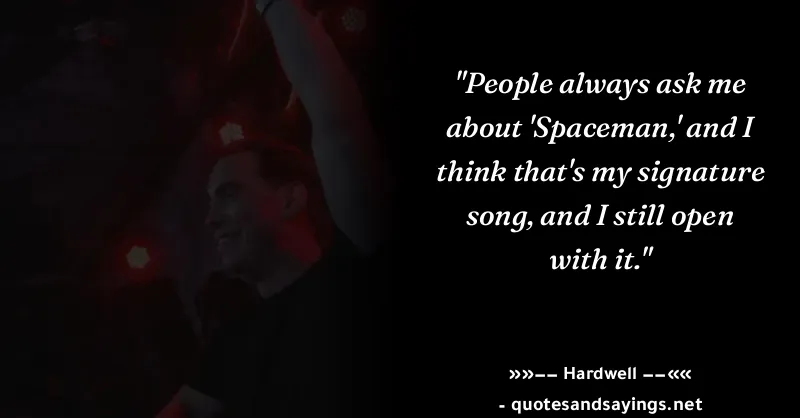 "People always ask me
about 'Spaceman,' and I
think that's my signature
song, and I still open
with it."
»»−− Hardwell −−««
- quotesandsayings.net